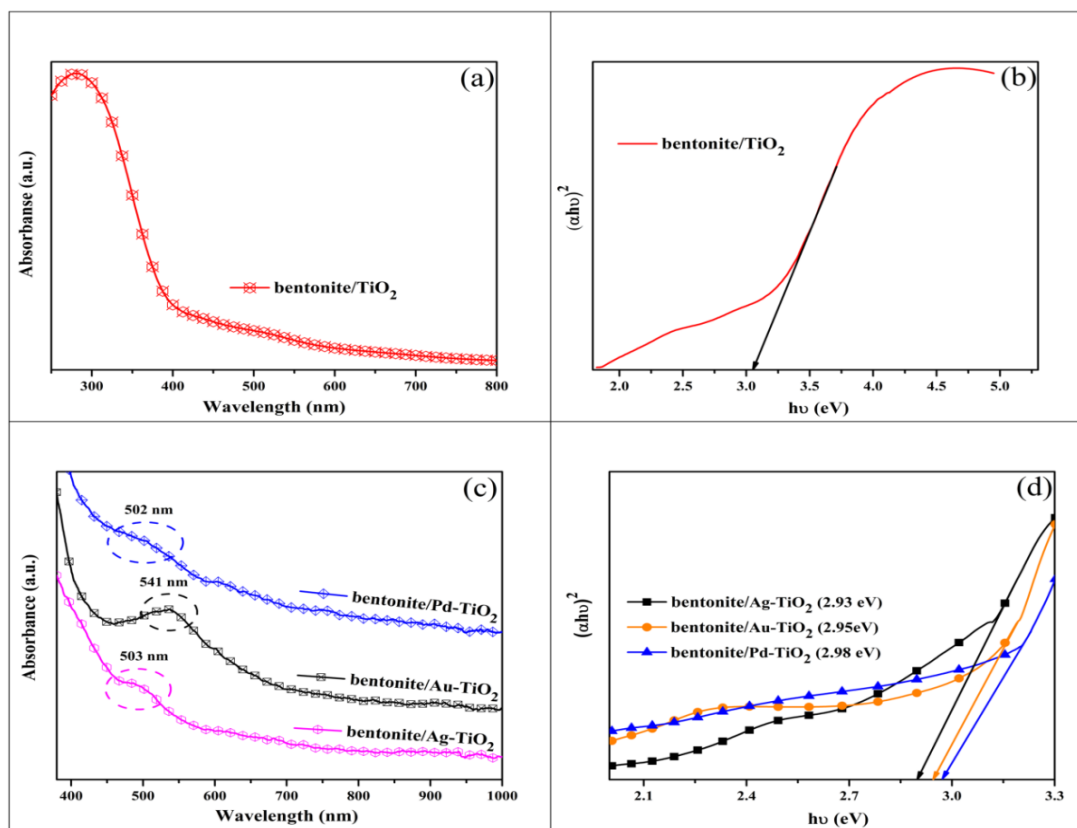 (a)
bentonite/TiO2
Absorbanse (a.u.)
300 400 500 600 700 800
Wavelength (nm)
(b)
bentonite/TiO2
(αhυ)2
2.0 2.5 3.0 3.5 4.0 4.5 5.0
hυ (eV)
(c)
502 nm
541 nm
503 nm
bentonite/Pd-TiO2
bentonite/Au-TiO2
bentonite/Ag-TiO2
Absorbance (a.u.)
400 500 600 700 800 900 1000
Wavelength (nm)
(d)
bentonite/Ag-TiO2 (2.93 eV)
bentonite/Au-TiO2 (2.95eV)
bentonite/Pd-TiO2 (2.98 eV)
(αhυ)2
2.1 2.4 2.7 3.0 3.3
hυ (eV)